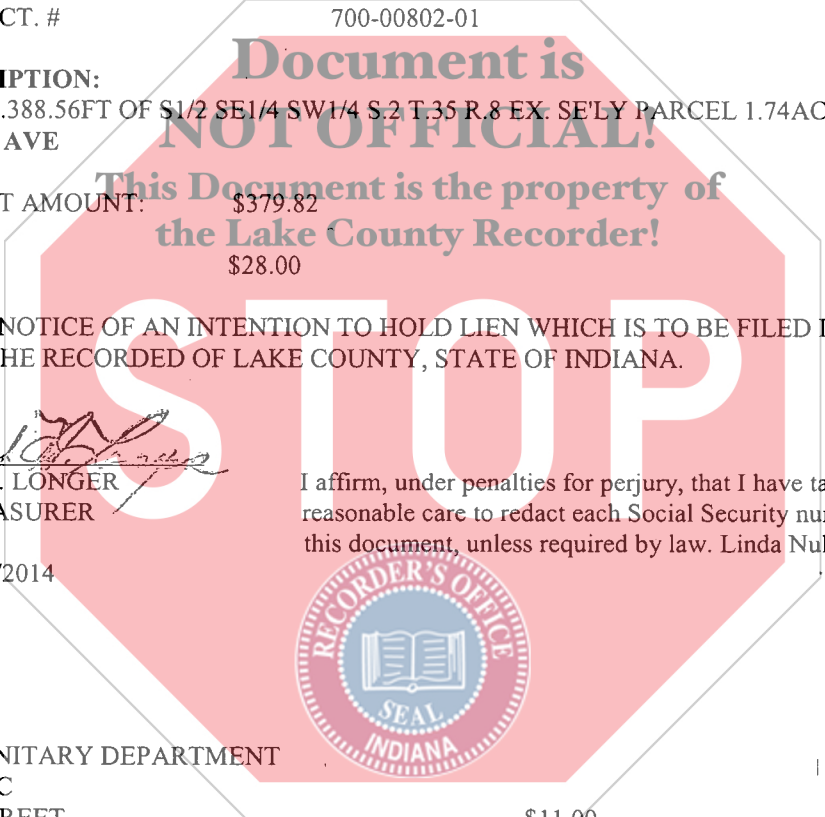 CT. # 700-00802-01
Document is
IPTION:
.388.56FT OF S1/2 SE1/4 SW1/4 S.2 T.35 R.8 EX. SE'LY PARCEL 1.74AC
AVE
NOT OFFICIAL!
This Document is the property of
T AMOUNT: $379.82
the Lake County Recorder!
$28.00
STOP
NOTICE OF AN INTENTION TO HOLD LIEN WHICH IS TO BE FILED I
HE RECORDED OF LAKE COUNTY, STATE OF INDIANA.
. LONGER
ASURER
I affirm, under penalties for perjury, that I have ta
reasonable care to redact each Social Security nu
this document, unless required by law. Linda Nu
/2014
RECORDER'S OFFICE
SEAL
INDIANA
NITARY DEPARTMENT
C
REET
$11.00